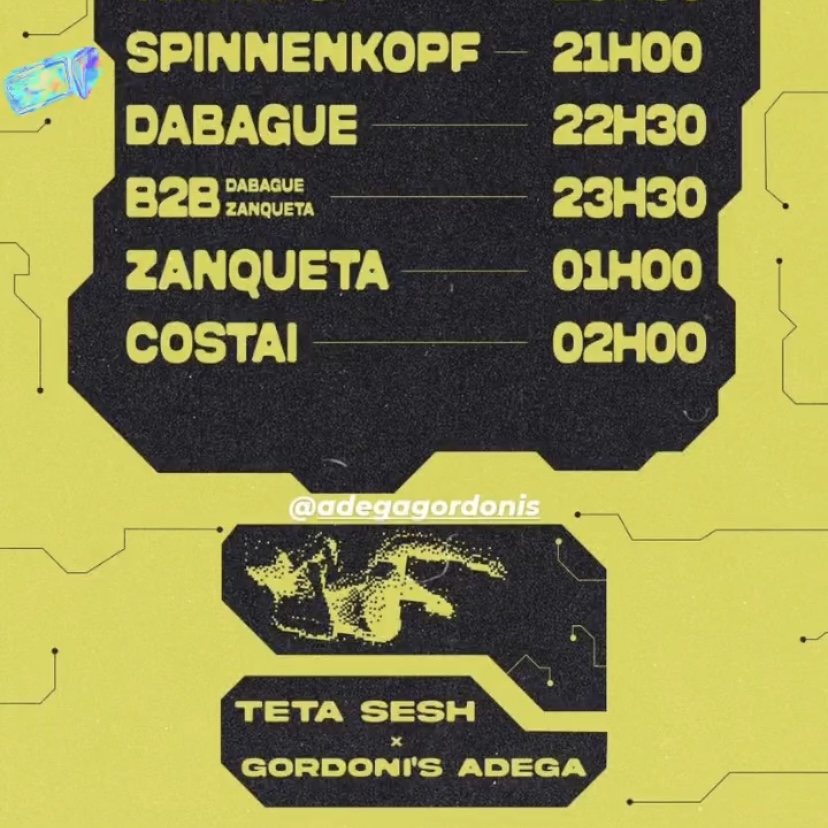 SPINNENKOPF 21H00
DABAGUE 22H30
B2B DABAGUE ZANQUETA 23H30
ZANQUETA 01H00
COSTAI 02H00
@adegagordonis
TETA SESH
x
GORDONI'S ADEGA